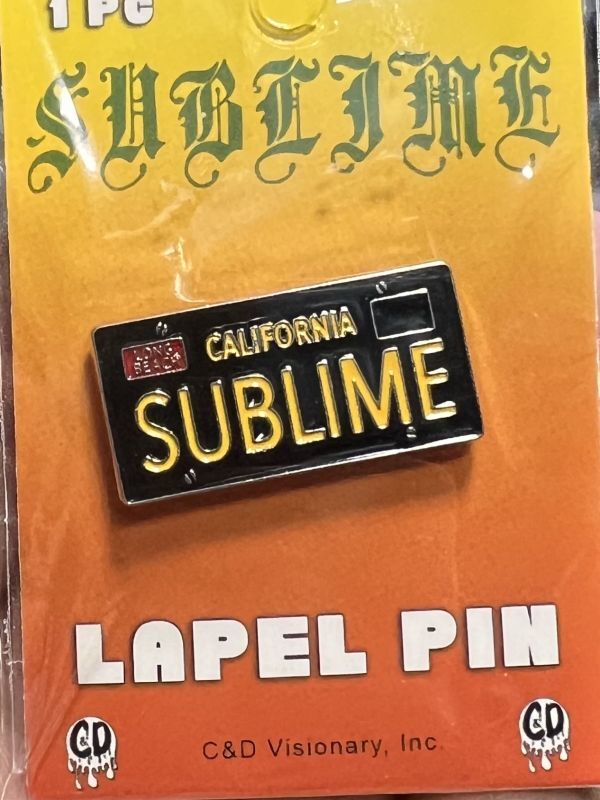 1 PC
SUBLIME
LONG
BEACH
CALIFORNIA
SUBLIME
LAPEL PIN
CD
C&D Visionary, Inc.
CD